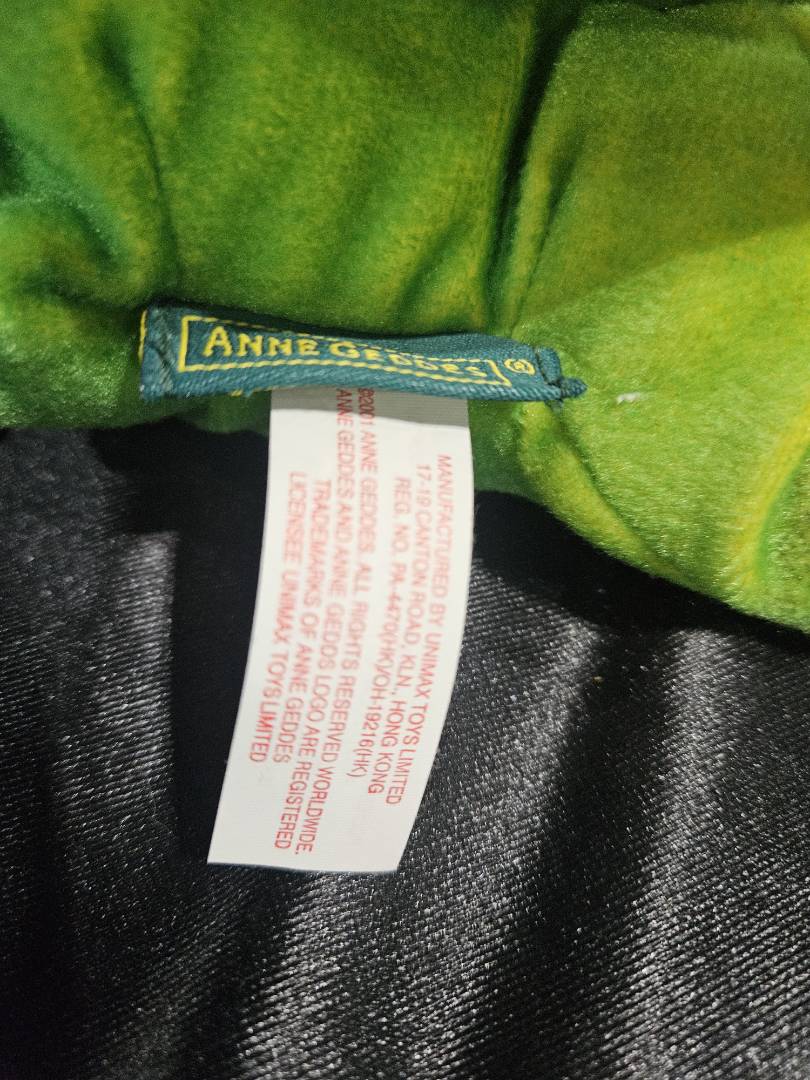 ANNE GEDDES®
MANUFACTURED BY UNIMAX TOYS LIMITED
17-19 CANTON ROAD, KLN., HONG KONG
REG. NO. PA-4470(HK)/OH-19216(HK)
©2001 ANNE GEDDES. ALL RIGHTS RESERVED WORLDWIDE.
ANNE GEDDES AND ANNE GEDDS LOGO ARE REGISTERED
TRADEMARKS OF ANNE GEDDES
LICENSEE UNIMAX TOYS LIMITED